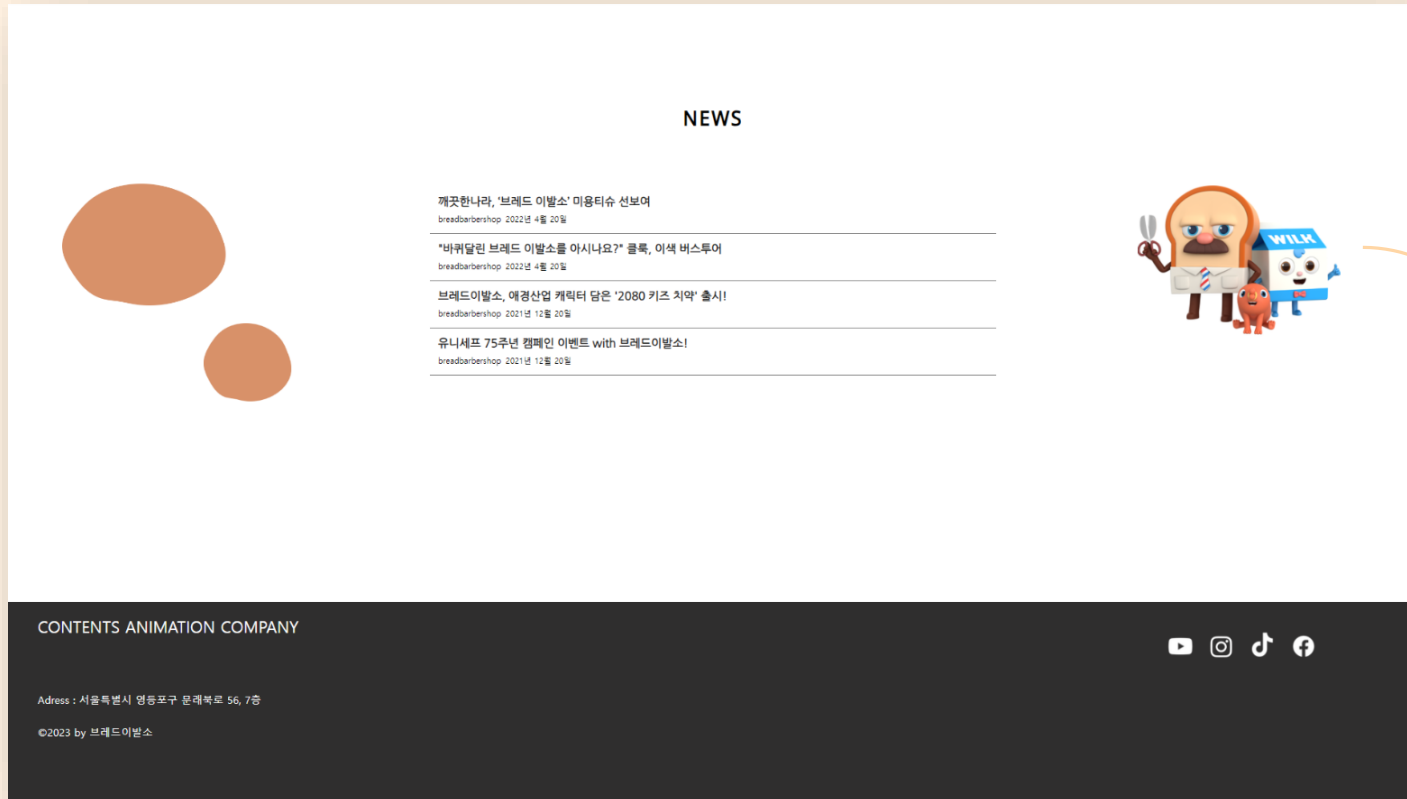 NEWS
깨끗한나라, ‘브레드 이발소’ 미용티슈 선보여
breadbarbershop 2022년 4월 20일
"바퀴달린 브레드 이발소를 아시나요?" 클룩, 이색 버스투어
breadbarbershop 2022년 4월 20일
브레드이발소, 애경산업 캐릭터 담은 '2080 키즈 치약' 출시!
breadbarbershop 2021년 12월 20일
유니세프 75주년 캠페인 이벤트 with 브레드이발소!
breadbarbershop 2021년 12월 20일
WILK
CONTENTS ANIMATION COMPANY
Adress : 서울특별시 영등포구 문래북로 56, 7층
©2023 by 브레드이발소